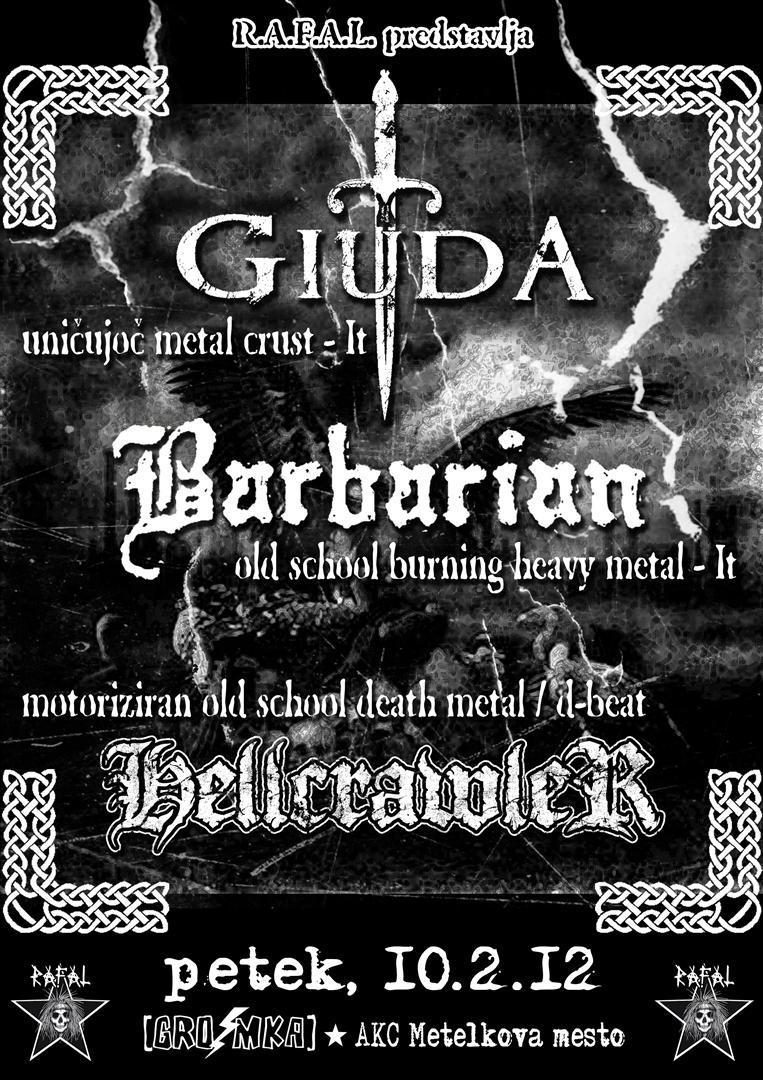 R.A.F.A.L. predstavlja
GIUDA
uničujoč metal crust - It
Barbarian
old school burning heavy metal - It
motoriziran old school death metal / d-beat
HellcrawleR
petek, 10.2.12
RAFAL
[GROMKA] ★ AKC Metelkova mesto
RAFAL